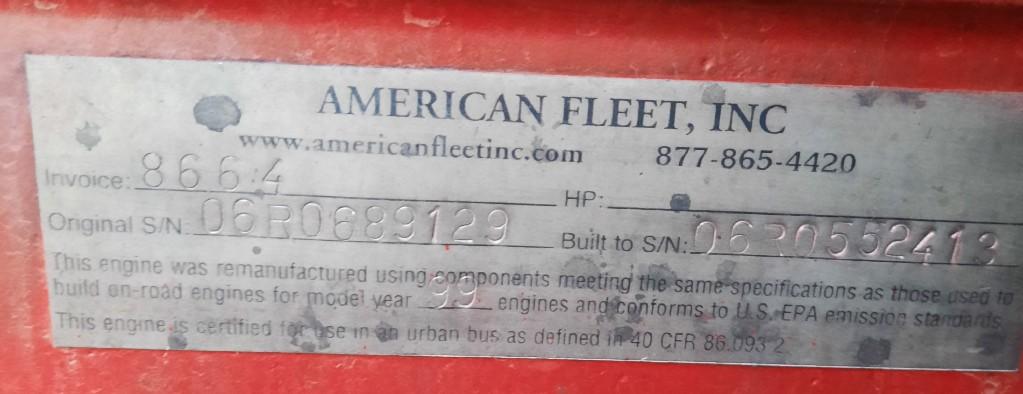 AMERICAN FLEET, INC
www.americanfleetinc.com 877-865-4420
Invoice: 8664 HP:
Original S/N: 06R0689129 Built to S/N: 06R0552413
This engine was remanufactured using components meeting the same specifications as those used to
build on-road engines for model year 99 engines and conforms to U.S. EPA emission standards
This engine is certified for use in an urban bus as defined in 40 CFR 86.093 2